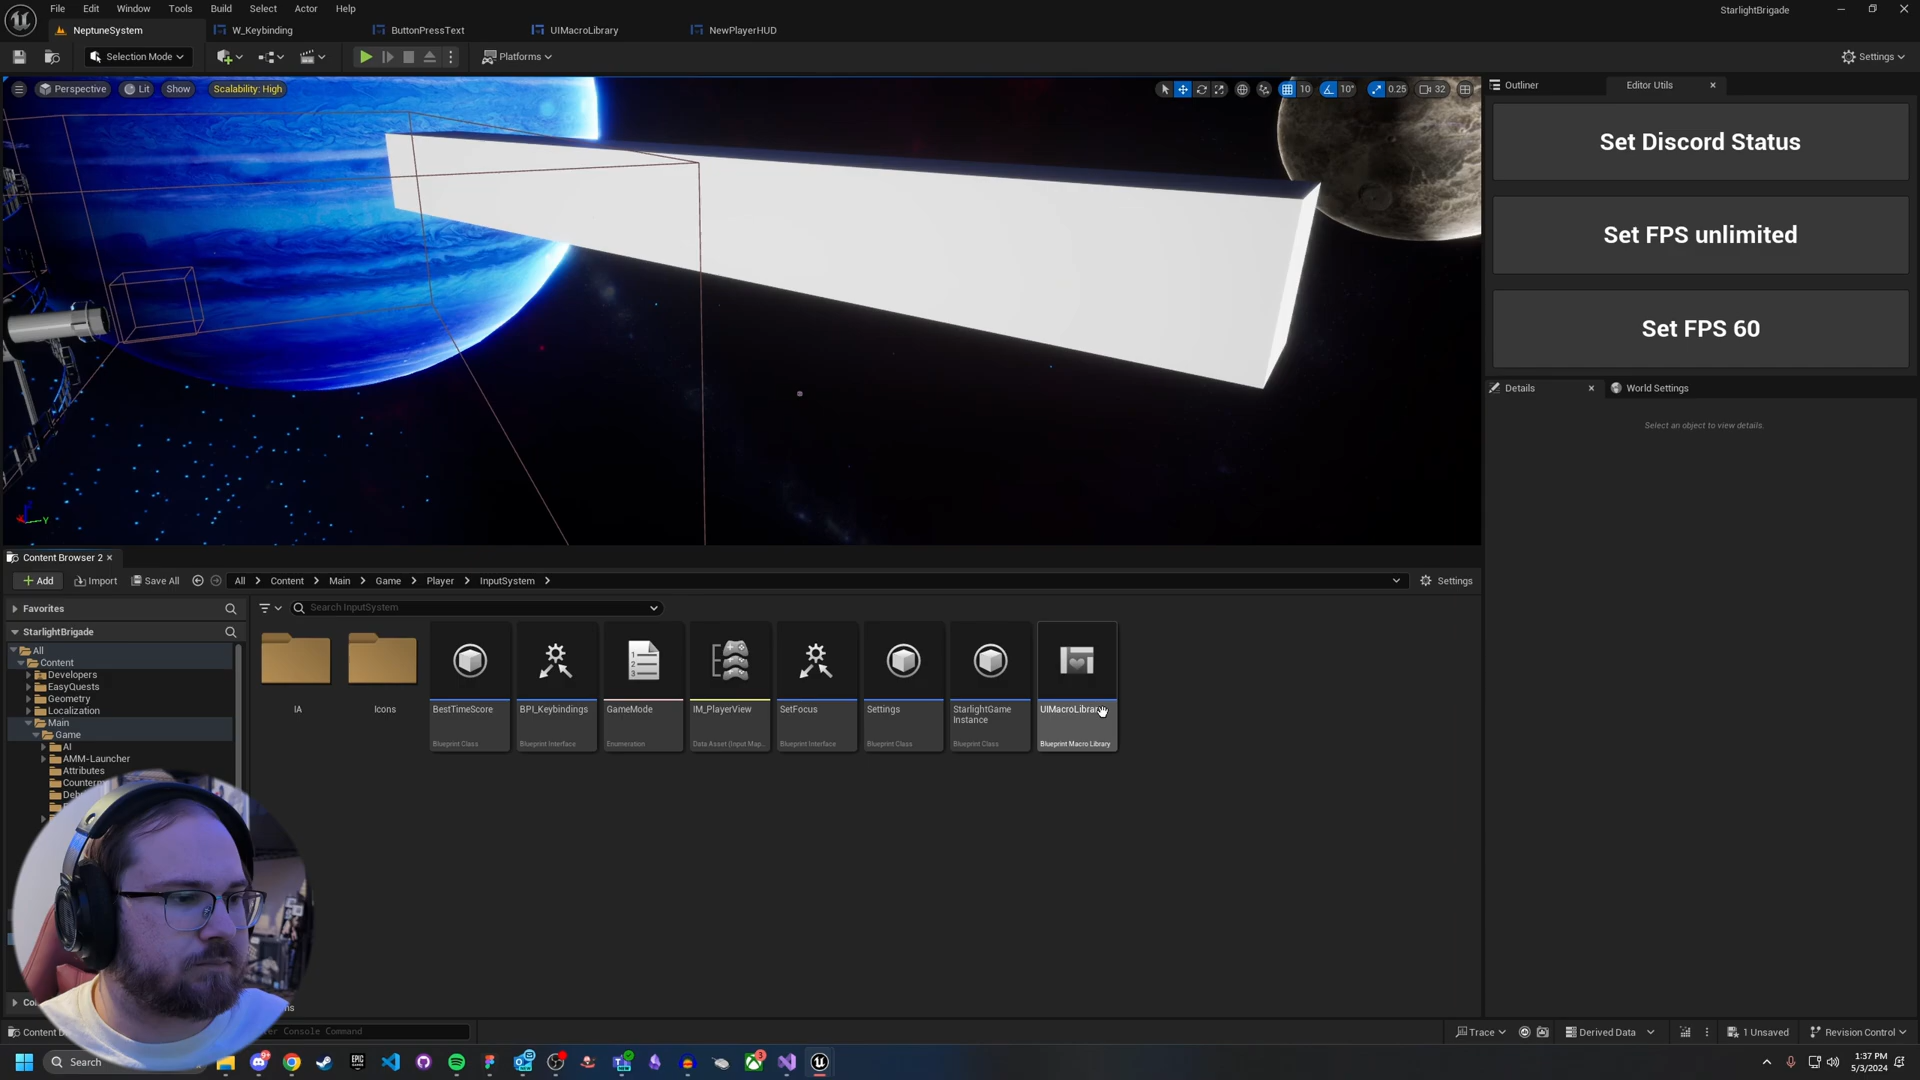 File Edit Window Tools Build Select Actor Help
StarlightBrigade
NeptuneSystem W_Keybinding ButtonPressText UIMacroLibrary NewPlayerHUD
Selection Mode Platforms Settings
Perspective Lit Show Scalability: High 10 10° 0.25 32
Outliner Editor Utils
Set Discord Status
Set FPS unlimited
Set FPS 60
Details World Settings
Select an object to view details.
Y
Content Browser 2
Add Import Save All All Content Main Game Player InputSystem Settings
Favorites
Search InputSystem
StarlightBrigade
All
Content
Developers
EasyQuests
Geometry
Localization
Main
Game
AI
AMM-Launcher
Attributes
IA
Icons
BestTimeScore
Blueprint Class
BPI_Keybindings
Blueprint Interface
GameMode
Enumeration
IM_PlayerView
Data Asset (Input Map...
SetFocus
Blueprint Interface
Settings
Blueprint Class
StarlightGame
Instance
Blueprint Class
UIMacroLibrary
Blueprint Macro Library
Console Command
Trace Derived Data 1 Unsaved Revision Control
Search
1:37 PM
5/3/2024